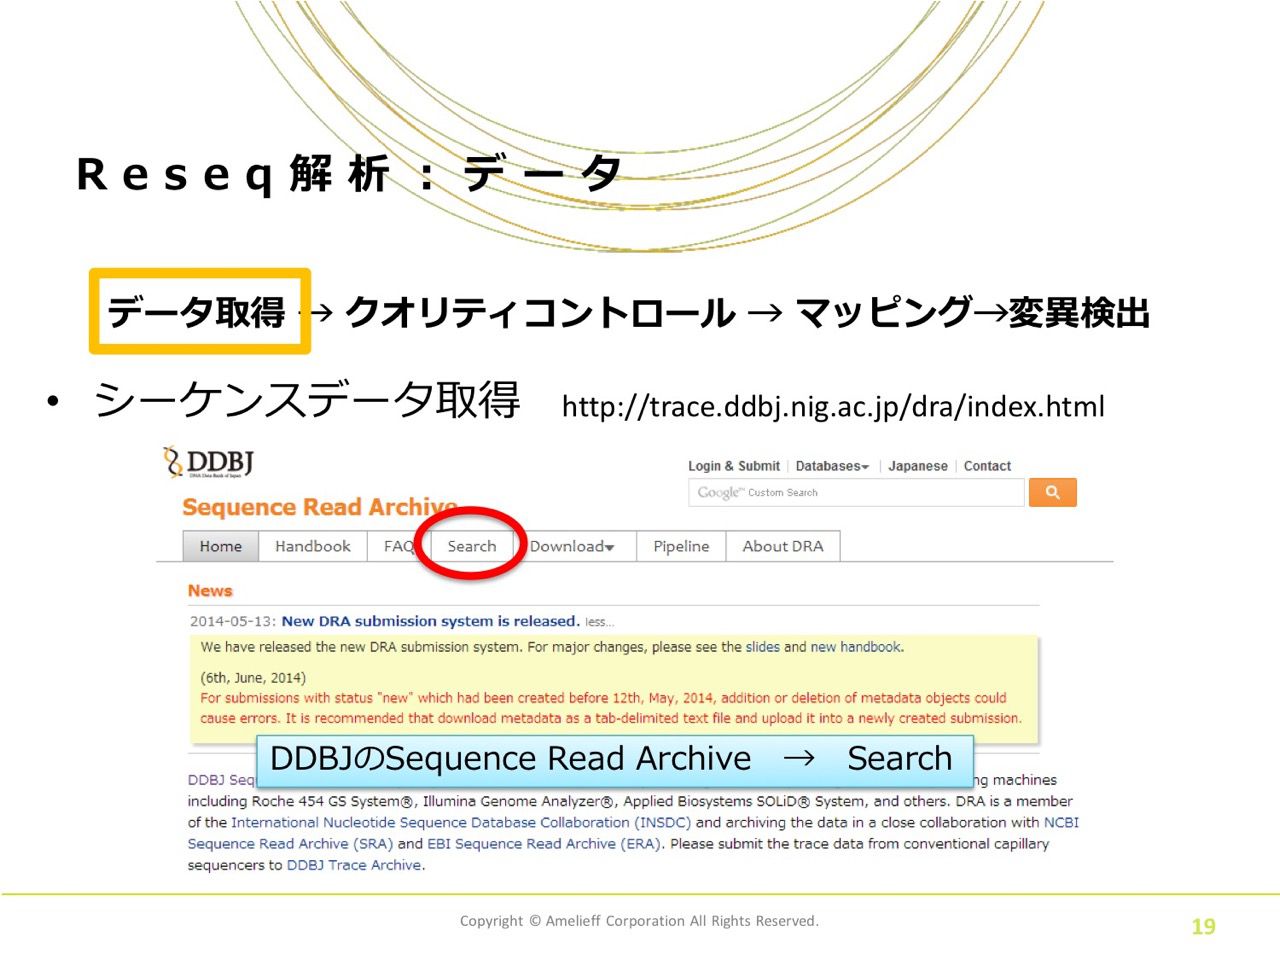 Reseq解析：データ
データ取得 → クオリティコントロール → マッピング→変異検出
• シーケンスデータ取得 http://trace.ddbj.nig.ac.jp/dra/index.html
DDBJ
DNA Data Bank of Japan
Login & Submit Databases Japanese Contact
Google™ Custom Search
Sequence Read Archive
Home Handbook FAQ Search Download Pipeline About DRA
News
2014-05-13: New DRA submission system is released. less...
We have released the new DRA submission system. For major changes, please see the slides and new handbook.
(6th, June, 2014)
For submissions with status "new" which had been created before 12th, May, 2014, addition or deletion of metadata objects could
cause errors. It is recommended that download metadata as a tab-delimited text file and upload it into a newly created submission.
DDBJのSequence Read Archive → Search
DDBJ Seq ng machines
including Roche 454 GS System®, Illumina Genome Analyzer®, Applied Biosystems SOLiD® System, and others. DRA is a member
of the International Nucleotide Sequence Database Collaboration (INSDC) and archiving the data in a close collaboration with NCBI
Sequence Read Archive (SRA) and EBI Sequence Read Archive (ERA). Please submit the trace data from conventional capillary
sequencers to DDBJ Trace Archive.
Copyright © Amelieff Corporation All Rights Reserved.
19